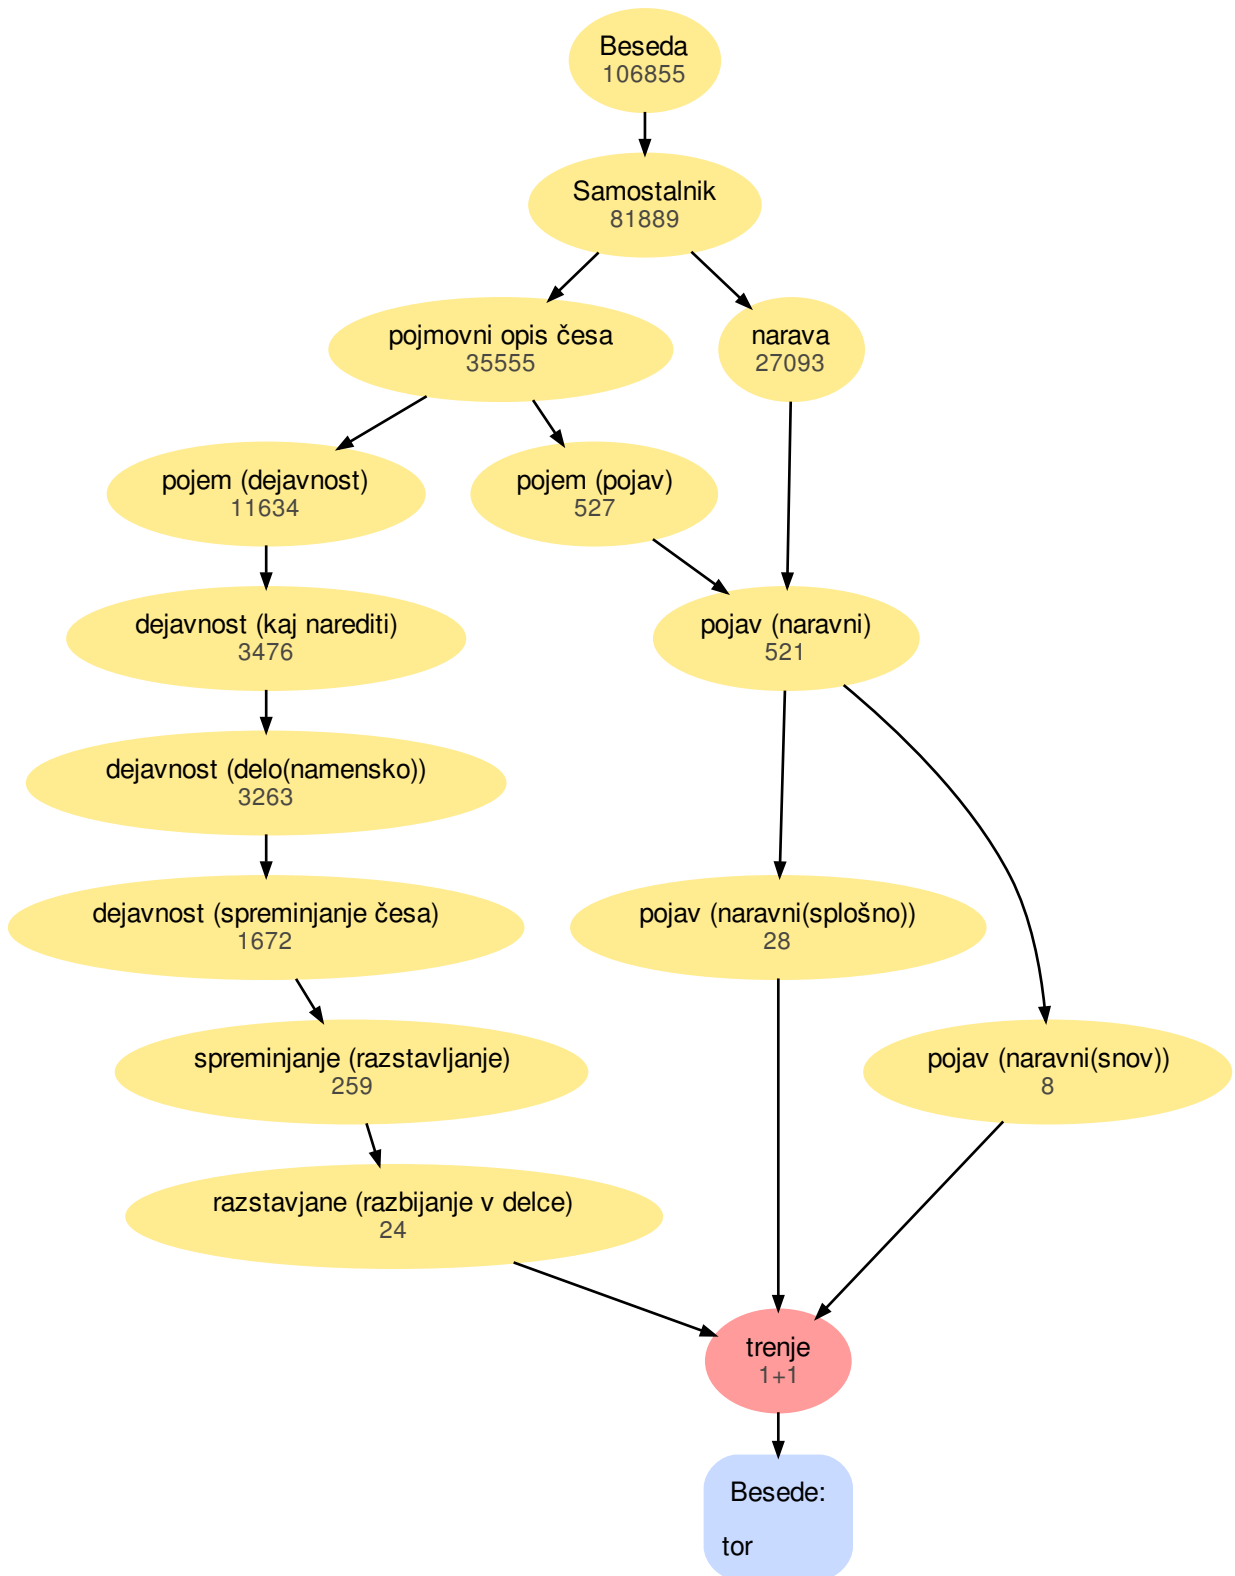 Beseda
106855
Samostalnik
81889
pojmovni opis česa
35555
narava
27093
pojem (dejavnost)
11634
pojem (pojav)
527
dejavnost (kaj narediti)
3476
pojav (naravni)
521
dejavnost (delo(namensko))
3263
dejavnost (spreminjanje česa)
1672
pojav (naravni(splošno))
28
spreminjanje (razstavljanje)
259
pojav (naravni(snov))
8
razstavjane (razbijanje v delce)
24
trenje
1+1
Besede:
tor